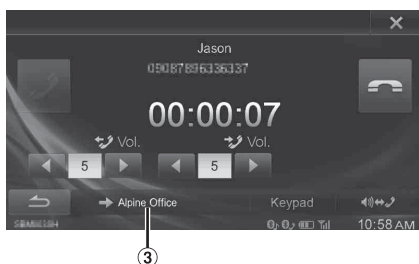 Jason
09087896336337
00:00:07
Vol. Vol.
5 5
Alpine Office Keypad
10:58 AM
3